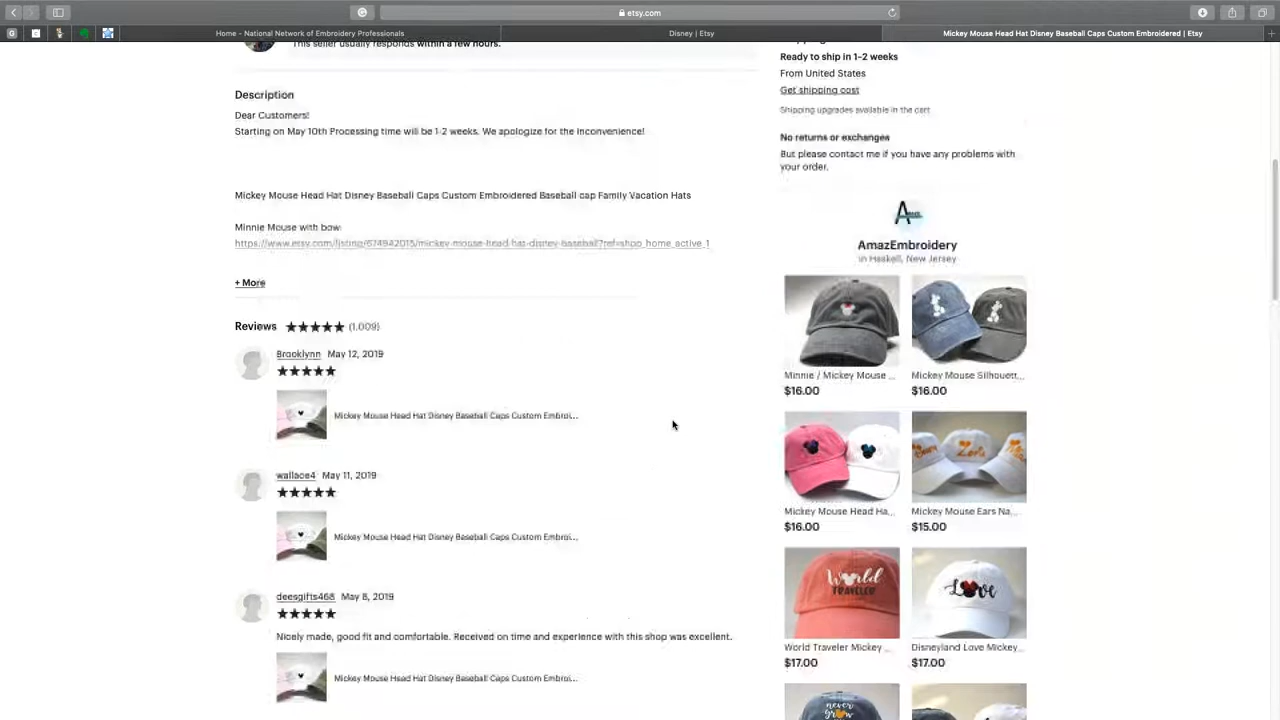 etsy.com
Home – National Network of Embroidery Professionals
Disney | Etsy
Mickey Mouse Head Hat Disney Baseball Caps Custom Embroidered | Etsy
This seller usually responds within a few hours.
Description
Dear Customers!
Starting on May 10th Processing time will be 1-2 weeks. We apologize for the inconvenience!
Mickey Mouse Head Hat Disney Baseball Caps Custom Embroidered Baseball cap Family Vacation Hats
Minnie Mouse with bow:
https://www.etsy.com/listing/674942015/mickey-mouse-head-hat-disney-baseball?ref=shop_home_active_1
+ More
Reviews ★★★★★ (1,009)
Brooklynn May 12, 2019
★★★★★
Mickey Mouse Head Hat Disney Baseball Caps Custom Embroi...
wallace4 May 11, 2019
★★★★★
Mickey Mouse Head Hat Disney Baseball Caps Custom Embroi...
deesgifts468 May 8, 2019
★★★★★
Nicely made, good fit and comfortable. Received on time and experience with this shop was excellent.
Mickey Mouse Head Hat Disney Baseball Caps Custom Embroi...
Ready to ship in 1–2 weeks
From United States
Get shipping cost
Shipping upgrades available in the cart
No returns or exchanges
But please contact me if you have any problems with
your order.
AmazEmbroidery
in Haskell, New Jersey
Minnie / Mickey Mouse ...
$16.00
Mickey Mouse Silhouett...
$16.00
Mickey Mouse Head Ha...
$16.00
Zora
Mickey Mouse Ears Na...
$15.00
World
TRAVELER
World Traveler Mickey ...
$17.00
Love
Disneyland Love Mickey...
$17.00
never
grow